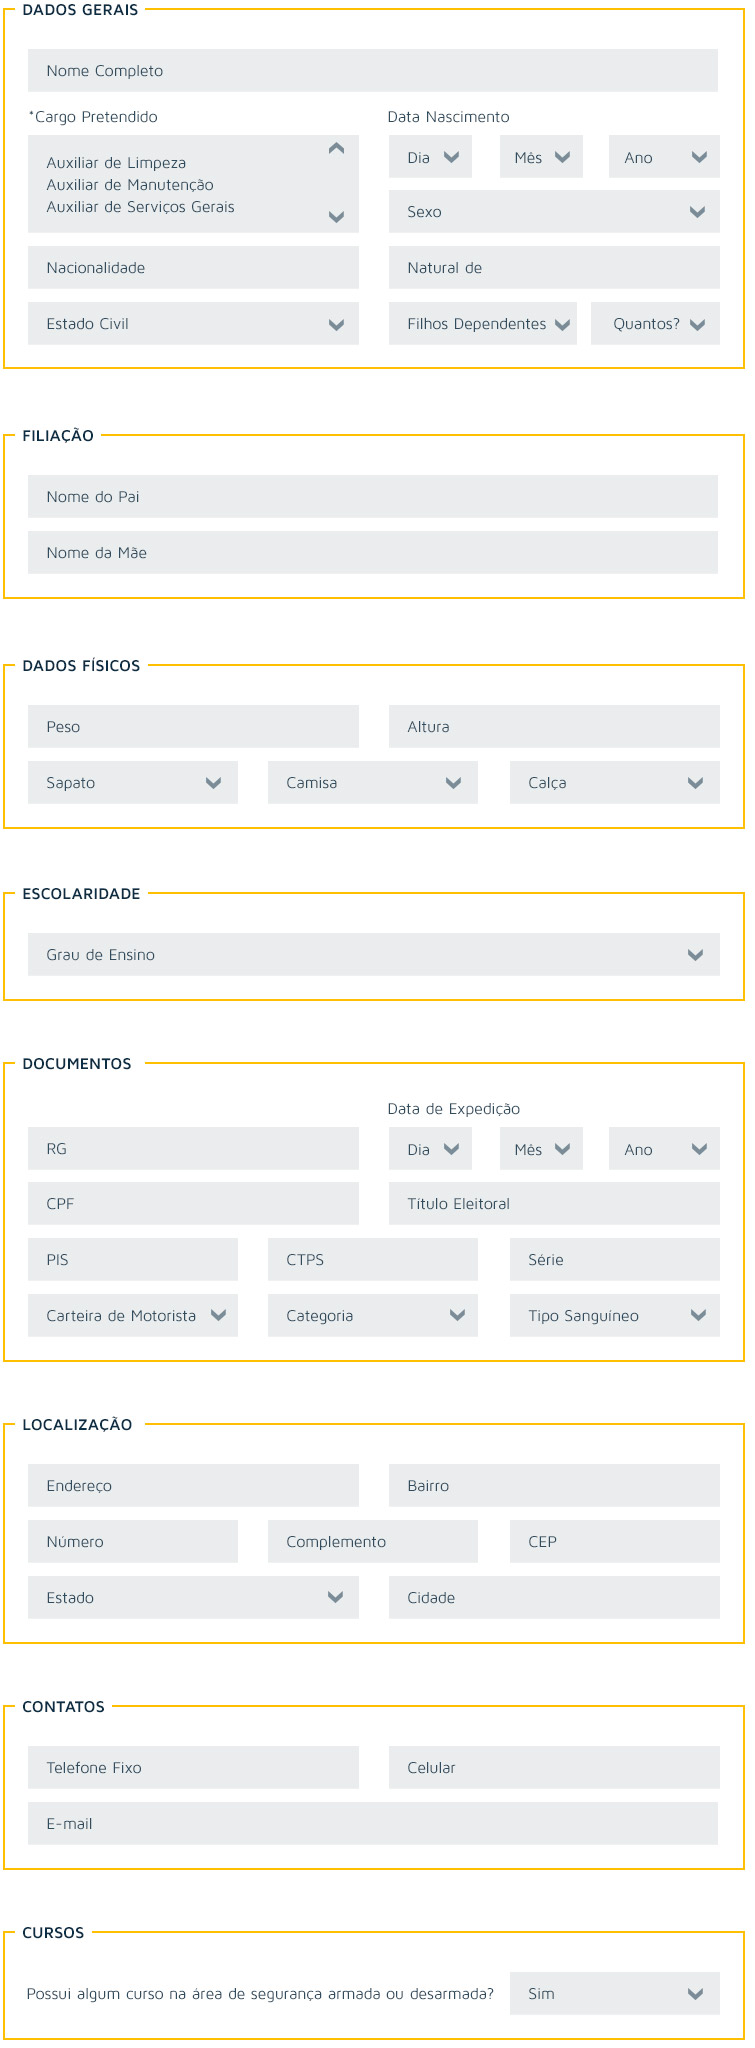 DADOS GERAIS
Nome Completo
*Cargo Pretendido
Data Nascimento
Auxiliar de Limpeza
Auxiliar de Manutenção
Auxiliar de Serviços Gerais
Dia
Mês
Ano
Sexo
Nacionalidade
Natural de
Estado Civil
Filhos Dependentes
Quantos?
FILIAÇÃO
Nome do Pai
Nome da Mãe
DADOS FÍSICOS
Peso
Altura
Sapato
Camisa
Calça
ESCOLARIDADE
Grau de Ensino
DOCUMENTOS
Data de Expedição
RG
Dia
Mês
Ano
CPF
Título Eleitoral
PIS
CTPS
Série
Carteira de Motorista
Categoria
Tipo Sanguíneo
LOCALIZAÇÃO
Endereço
Bairro
Número
Complemento
CEP
Estado
Cidade
CONTATOS
Telefone Fixo
Celular
E-mail
CURSOS
Possui algum curso na área de segurança armada ou desarmada?
Sim